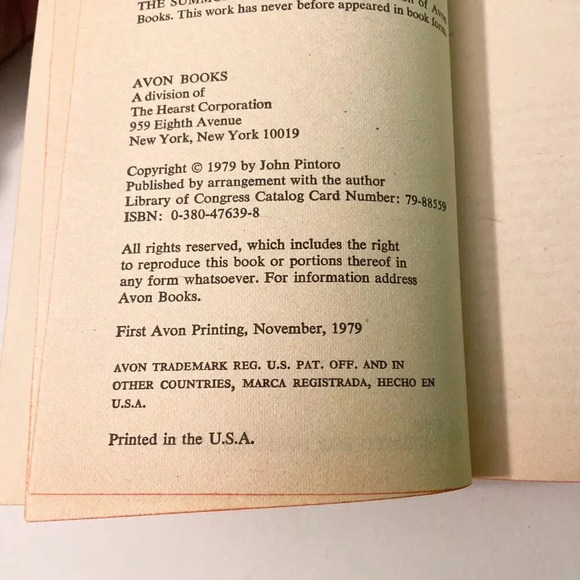 THE SUMMO of Avon
Books. This work has never before appeared in book form.
AVON BOOKS
A division of
The Hearst Corporation
959 Eighth Avenue
New York, New York 10019
Copyright © 1979 by John Pintoro
Published by arrangement with the author
Library of Congress Catalog Card Number: 79-88559
ISBN: 0-380-47639-8
All rights reserved, which includes the right
to reproduce this book or portions thereof in
any form whatsoever. For information address
Avon Books.
First Avon Printing, November, 1979
AVON TRADEMARK REG. U.S. PAT. OFF. AND IN
OTHER COUNTRIES, MARCA REGISTRADA, HECHO EN
U.S.A.
Printed in the U.S.A.